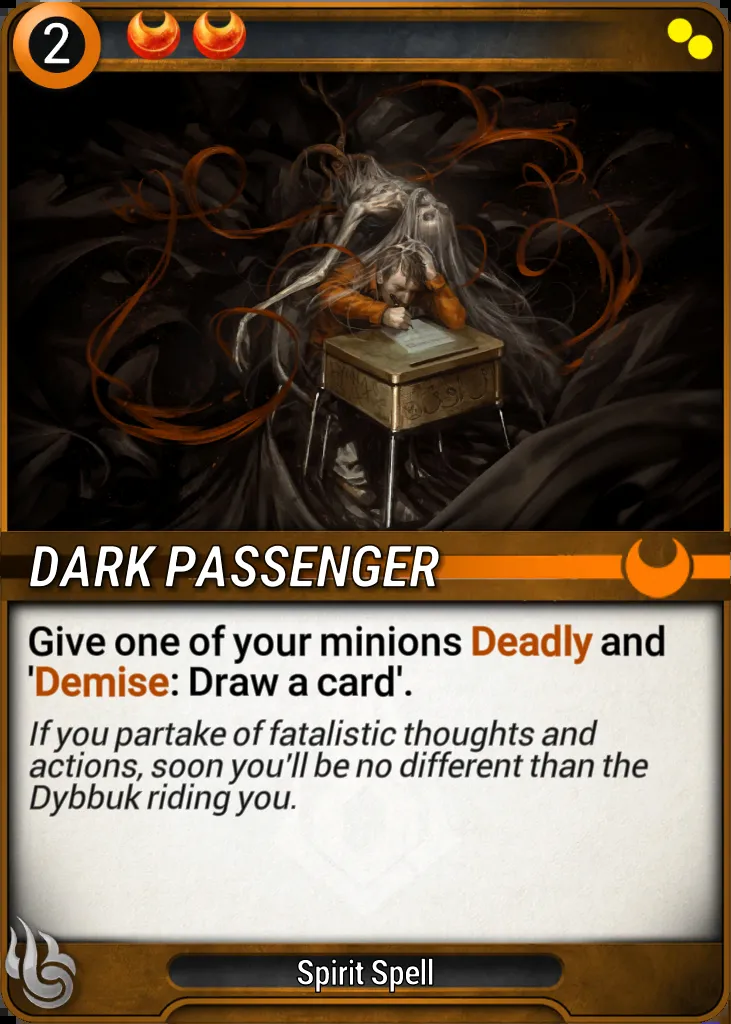 2
DARK PASSENGER
Give one of your minions Deadly and
'Demise: Draw a card'.
If you partake of fatalistic thoughts and
actions, soon you'll be no different than the
Dybbuk riding you.
Spirit Spell